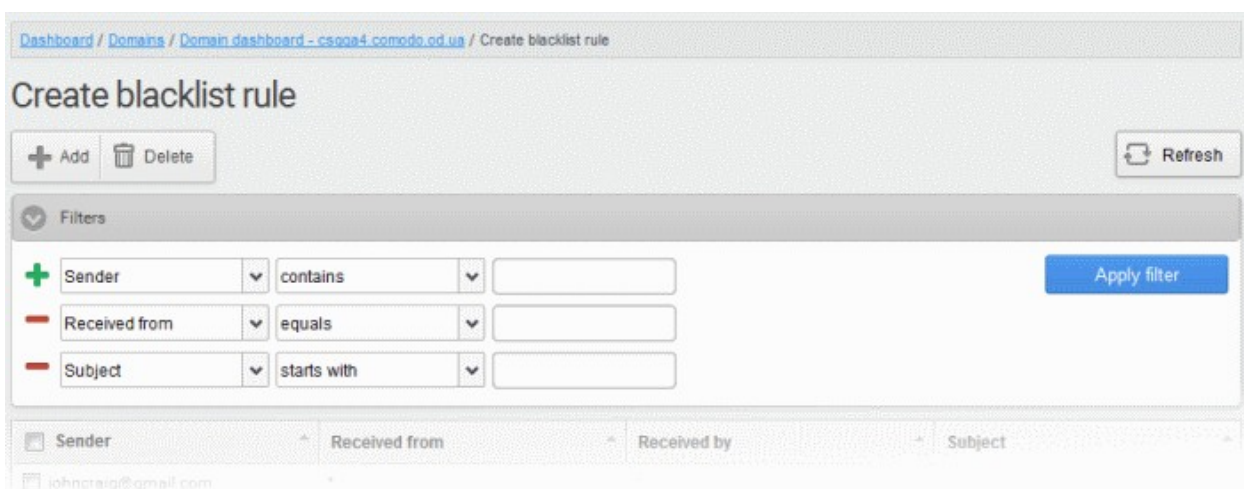 Dashboard / Domains / Domain dashboard - csgqa4.comodo.od.ua / Create blacklist rule
Create blacklist rule
Add Delete Refresh
Filters
Sender contains Apply filter
Received from equals
Subject starts with
Sender Received from Received by Subject
johncraig@gmail.com *